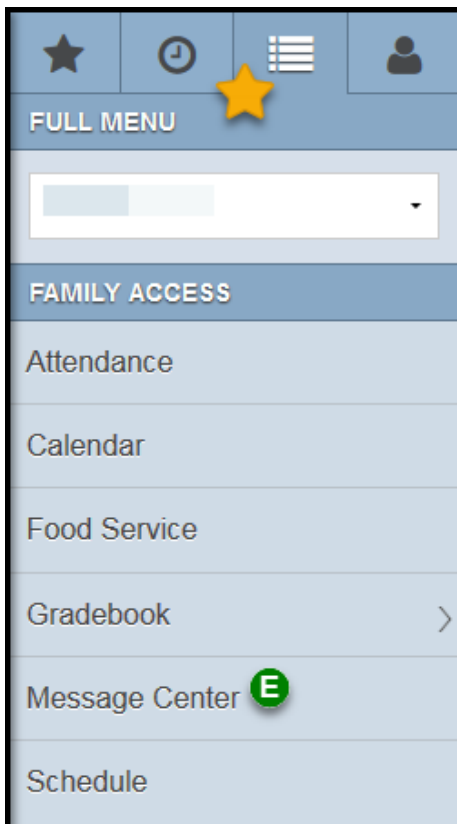 FULL MENU
FAMILY ACCESS
Attendance
Calendar
Food Service
Gradebook
Message Center E
Schedule